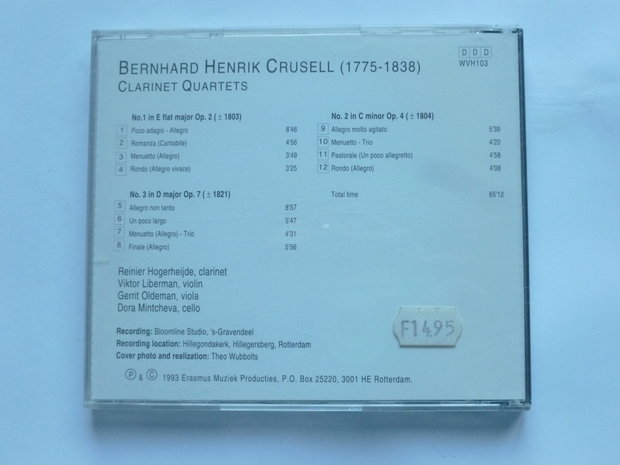 BERNHARD HENRIK CRUSELL (1775-1838)
CLARINET QUARTETS
DDD
WVH103
No.1 in E flat major Op. 2 (± 1803)
1 Poco adagio - Allegro 8'46
2 Romanza (Cantabile) 4'56
3 Menuetto (Allegro) 3'49
4 Rondo (Allegro vivace) 3'25
No. 3 in D major Op. 7 (± 1821)
5 Allegro non tanto 8'57
6 Un poco largo 5'47
7 Menuetto (Allegro) - Trio 4'31
8 Finale (Allegro) 5'56
No. 2 in C minor Op. 4 (± 1804)
9 Allegro molto agitato 5'39
10 Menuetto - Trio 4'20
11 Pastorale (Un poco allegretto) 4'58
12 Rondo (Allegro) 4'08
Total time 65'12
Reinier Hogerheijde, clarinet
Viktor Liberman, violin
Gerrit Oldeman, viola
Dora Mintcheva, cello
F1495
Recording: Bloomline Studio, 's-Gravendeel
Recording location: Hillegondakerk, Hillegersberg, Rotterdam
Cover photo and realization: Theo Wubbolts
Ⓟ & © 1993 Erasmus Muziek Producties. P.O. Box 25220, 3001 HE Rotterdam.